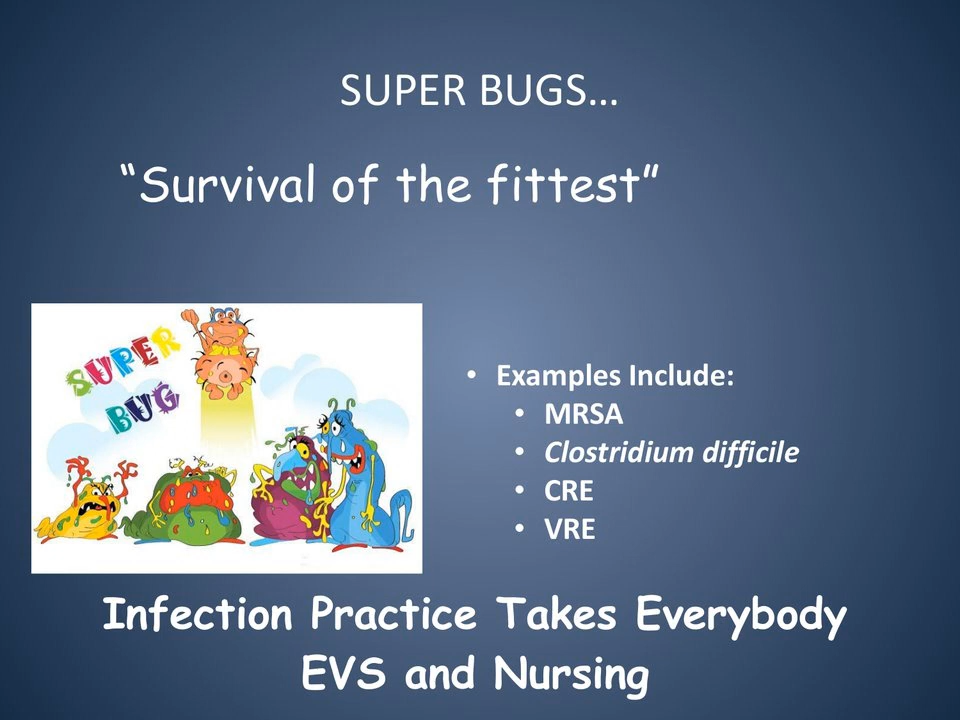 SUPER BUGS…
“Survival of the fittest”
SUPER
BUG
• Examples Include:
• MRSA
• Clostridium difficile
• CRE
• VRE
Infection Practice Takes Everybody
EVS and Nursing